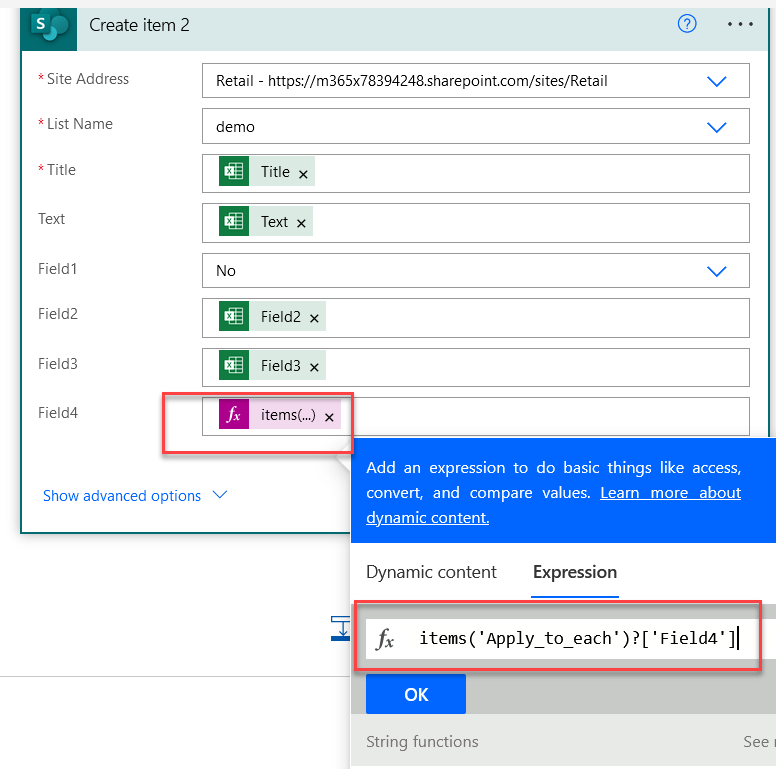 S
Create item 2
?
...
* Site Address
Retail - https://m365x78394248.sharepoint.com/sites/Retail
* List Name
demo
* Title
Title ×
Text
Text ×
Field1
No
Field2
Field2 ×
Field3
Field3 ×
Field4
fx items(...) ×
Add an expression to do basic things like access,
convert, and compare values. Learn more about
dynamic content.
Show advanced options
Dynamic content Expression
fx items('Apply_to_each')?['Field4']
OK
String functions See